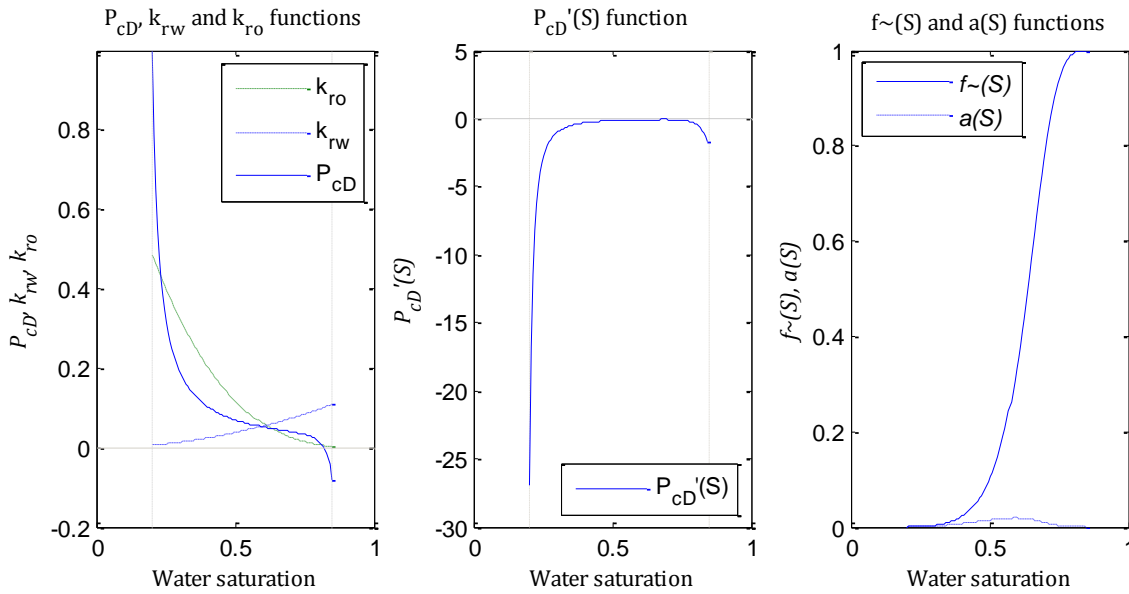 P_cD, k_rw and k_ro functions
P_cD, k_rw, k_ro
0.8
0.6
0.4
0.2
0
-0.2
k_ro
k_rw
P_cD
0
0.5
1
Water saturation
P_cD'(S) function
P_cD'(S)
5
0
-5
-10
-15
-20
-25
-30
P_cD'(S)
0
0.5
1
Water saturation
f~(S) and a(S) functions
f~(S), a(S)
1
0.8
0.6
0.4
0.2
0
f~(S)
a(S)
0
0.5
1
Water saturation